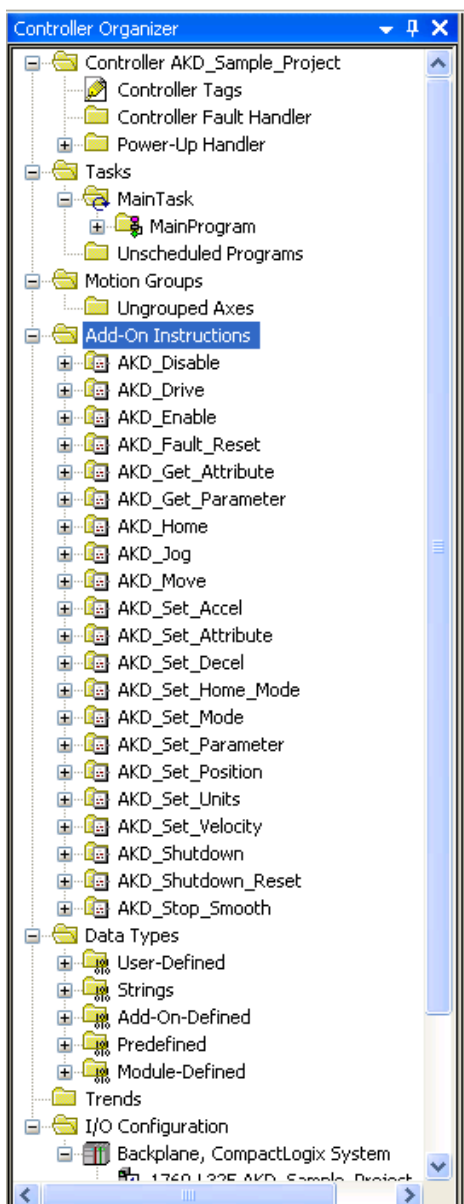 Controller Organizer
Controller AKD_Sample_Project
Controller Tags
Controller Fault Handler
Power-Up Handler
Tasks
MainTask
MainProgram
Unscheduled Programs
Motion Groups
Ungrouped Axes
Add-On Instructions
AKD_Disable
AKD_Drive
AKD_Enable
AKD_Fault_Reset
AKD_Get_Attribute
AKD_Get_Parameter
AKD_Home
AKD_Jog
AKD_Move
AKD_Set_Accel
AKD_Set_Attribute
AKD_Set_Decel
AKD_Set_Home_Mode
AKD_Set_Mode
AKD_Set_Parameter
AKD_Set_Position
AKD_Set_Units
AKD_Set_Velocity
AKD_Shutdown
AKD_Shutdown_Reset
AKD_Stop_Smooth
Data Types
User-Defined
Strings
Add-On-Defined
Predefined
Module-Defined
Trends
I/O Configuration
Backplane, CompactLogix System
AKD_Sample_Project